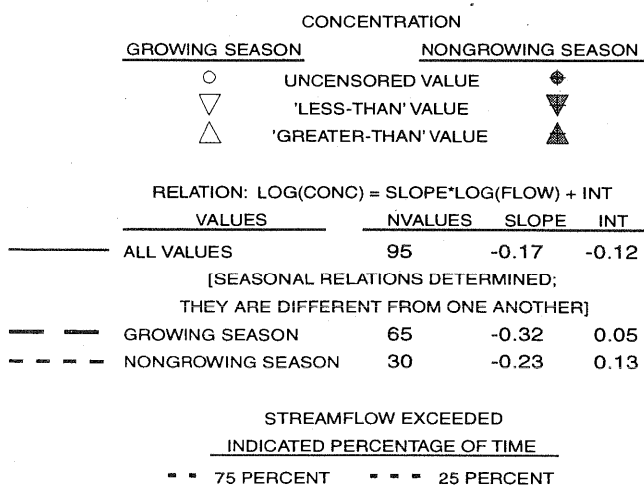 CONCENTRATION
GROWING SEASON NONGROWING SEASON
UNCENSORED VALUE
'LESS-THAN' VALUE
'GREATER-THAN' VALUE
RELATION: LOG(CONC) = SLOPE*LOG(FLOW) + INT
VALUES NVALUES SLOPE INT
ALL VALUES 95 -0.17 -0.12
[SEASONAL RELATIONS DETERMINED;
THEY ARE DIFFERENT FROM ONE ANOTHER]
GROWING SEASON 65 -0.32 0.05
NONGROWING SEASON 30 -0.23 0.13
STREAMFLOW EXCEEDED
INDICATED PERCENTAGE OF TIME
75 PERCENT 25 PERCENT